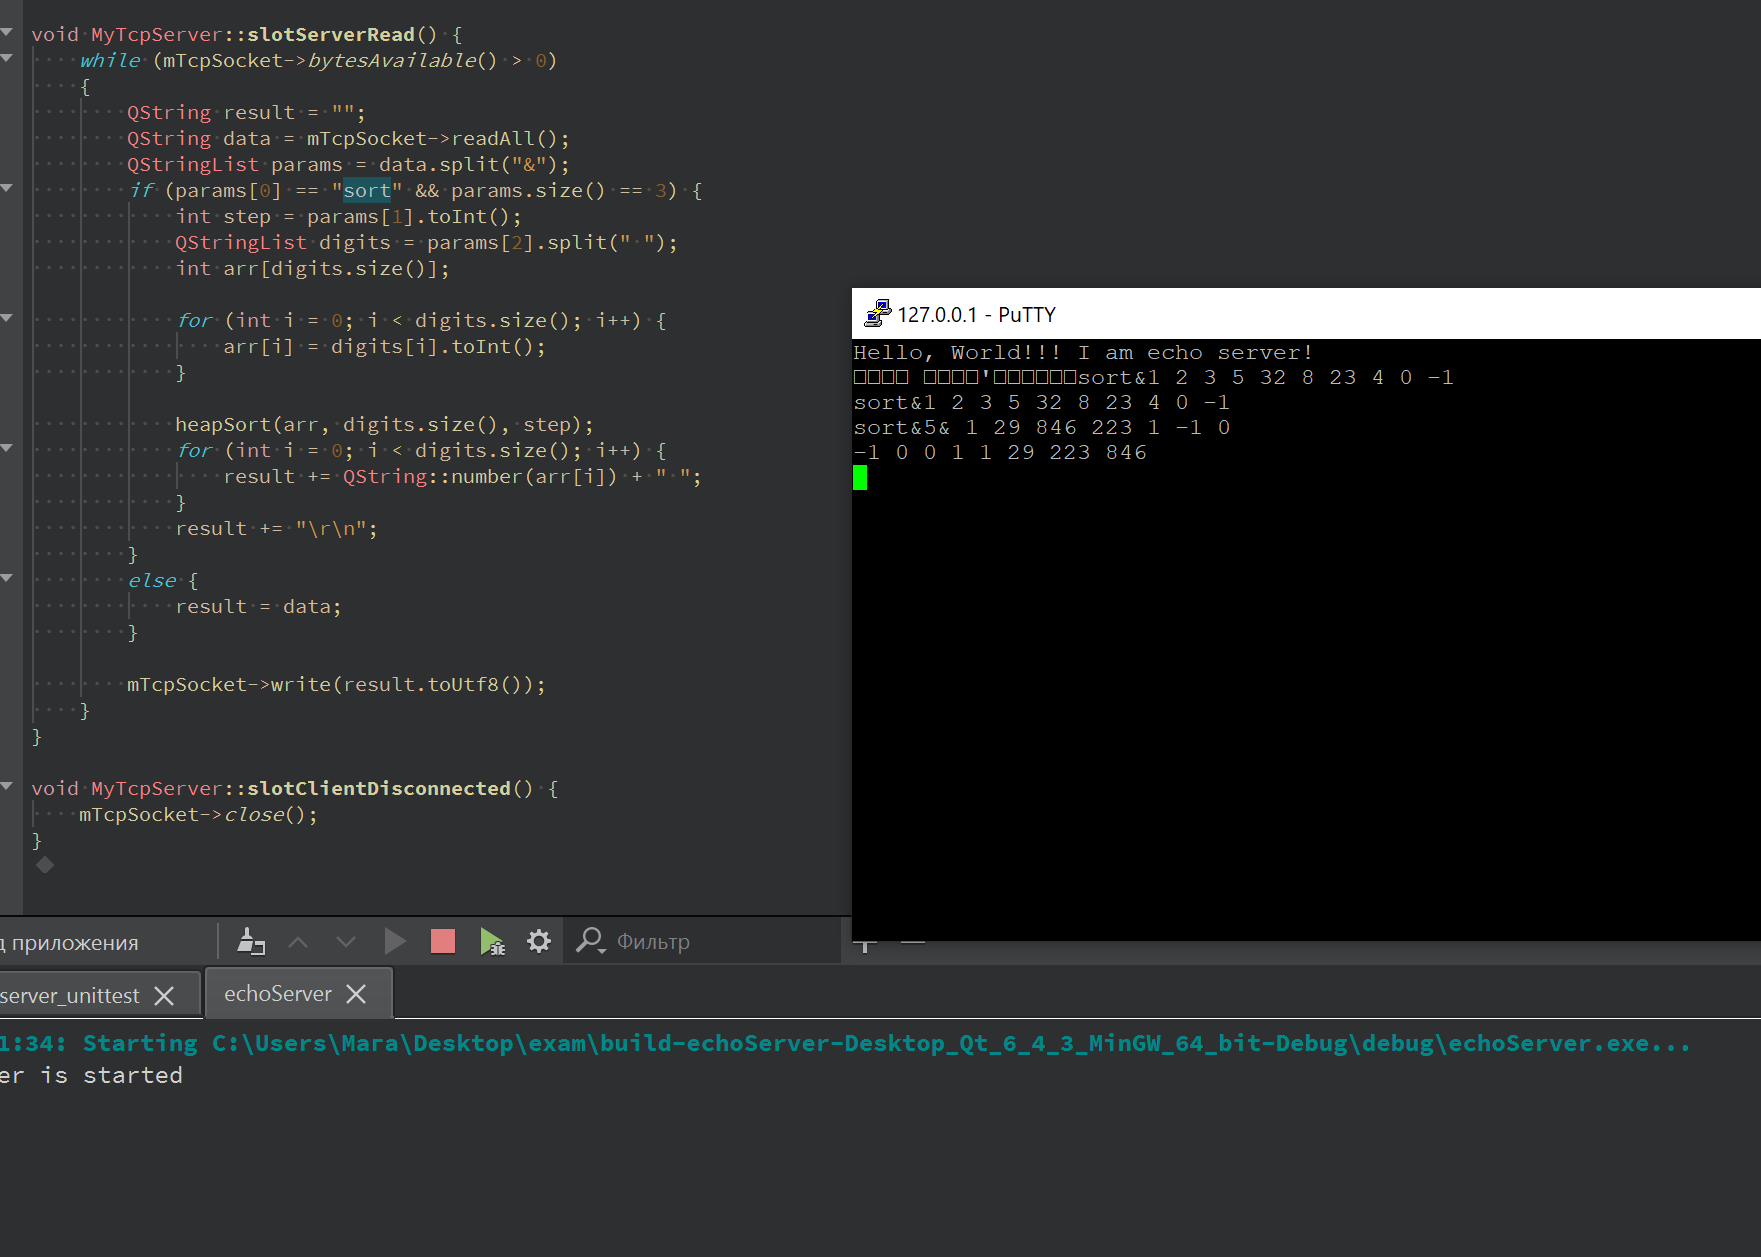 void MyTcpServer::slotServerRead() {
while (mTcpSocket->bytesAvailable() > 0)
{
QString result = "";
QString data = mTcpSocket->readAll();
QStringList params = data.split("&");
if (params[0] == "sort" && params.size() == 3) {
int step = params[1].toInt();
QStringList digits = params[2].split(" ");
int arr[digits.size()];
for (int i = 0; i < digits.size(); i++) {
arr[i] = digits[i].toInt();
}
heapSort(arr, digits.size(), step);
for (int i = 0; i < digits.size(); i++) {
result += QString::number(arr[i]) + " ";
}
result += "\r\n";
}
else {
result = data;
}
mTcpSocket->write(result.toUtf8());
}
}
void MyTcpServer::slotClientDisconnected() {
mTcpSocket->close();
}
127.0.0.1 - PuTTY
Hello, World!!! I am echo server!
□□□□ □□□□'□□□□□□sort&1 2 3 5 32 8 23 4 0 -1
sort&1 2 3 5 32 8 23 4 0 -1
sort&5& 1 29 846 223 1 -1 0
-1 0 0 1 1 29 223 846
д приложения
Фильтр
server_unittest
echoServer
1:34: Starting C:\Users\Mara\Desktop\exam\build-echoServer-Desktop_Qt_6_4_3_MinGW_64_bit-Debug\debug\echoServer.exe...
er is started